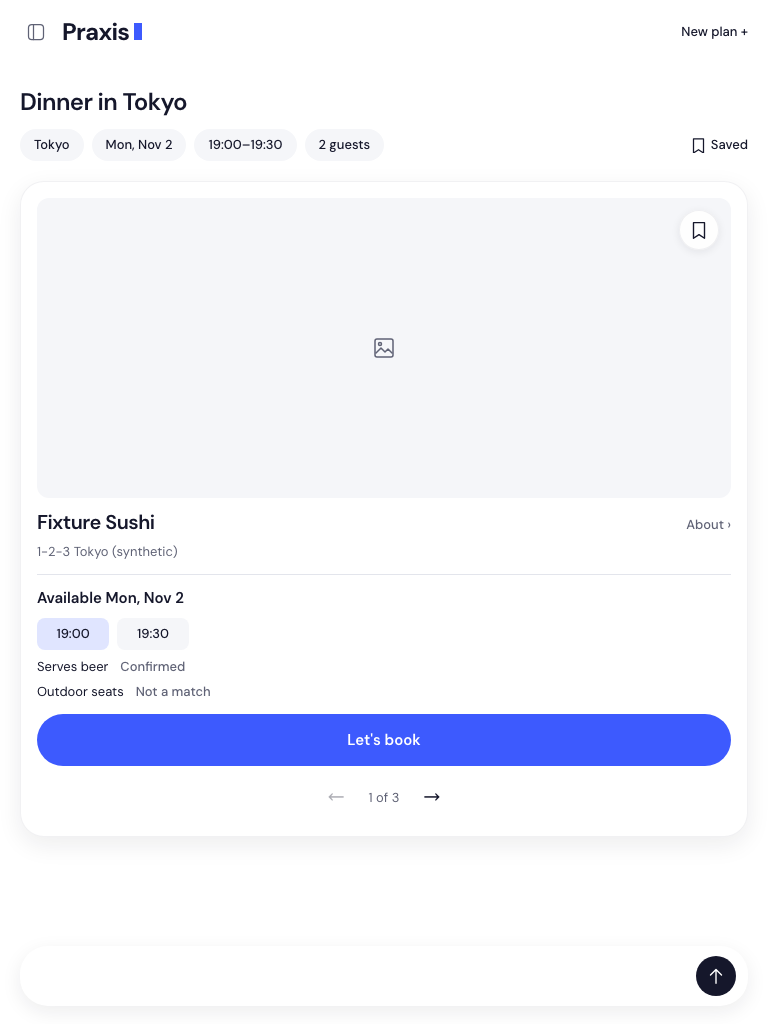 Praxis
New plan +
Dinner in Tokyo
Tokyo
Mon, Nov 2
19:00–19:30
2 guests
Saved
Fixture Sushi
About ›
1-2-3 Tokyo (synthetic)
Available Mon, Nov 2
19:00
19:30
Serves beer Confirmed
Outdoor seats Not a match
Let's book
← 1 of 3 →